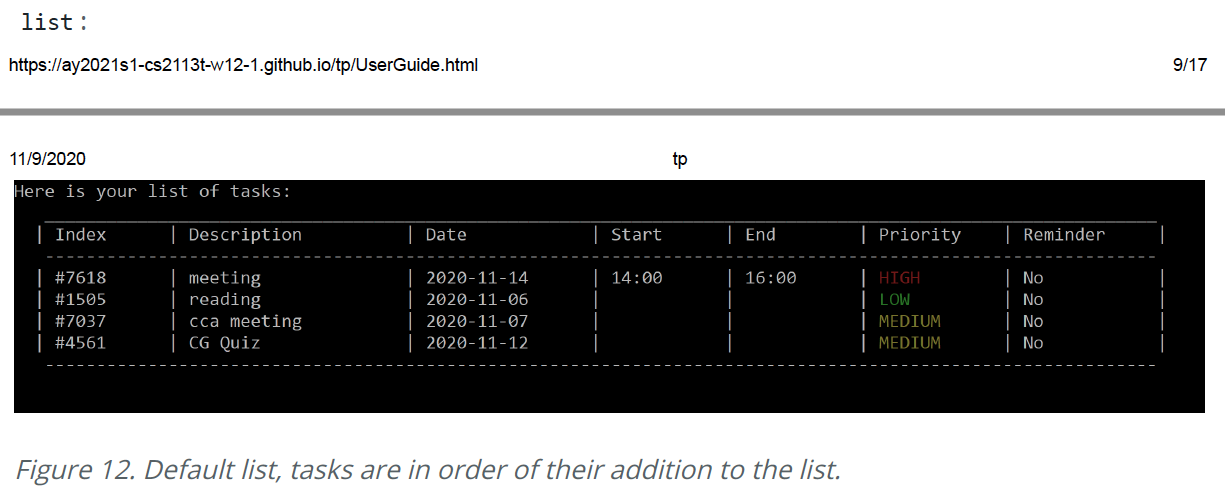 list:
https://ay2021s1-cs2113t-w12-1.github.io/tp/UserGuide.html 9/17
11/9/2020 tp
Here is your list of tasks:
| Index | Description | Date | Start | End | Priority | Reminder |
| #7618 | meeting | 2020-11-14 | 14:00 | 16:00 | HIGH | No |
| #1505 | reading | 2020-11-06 | | | LOW | No |
| #7037 | cca meeting | 2020-11-07 | | | MEDIUM | No |
| #4561 | CG Quiz | 2020-11-12 | | | MEDIUM | No |
Figure 12. Default list, tasks are in order of their addition to the list.